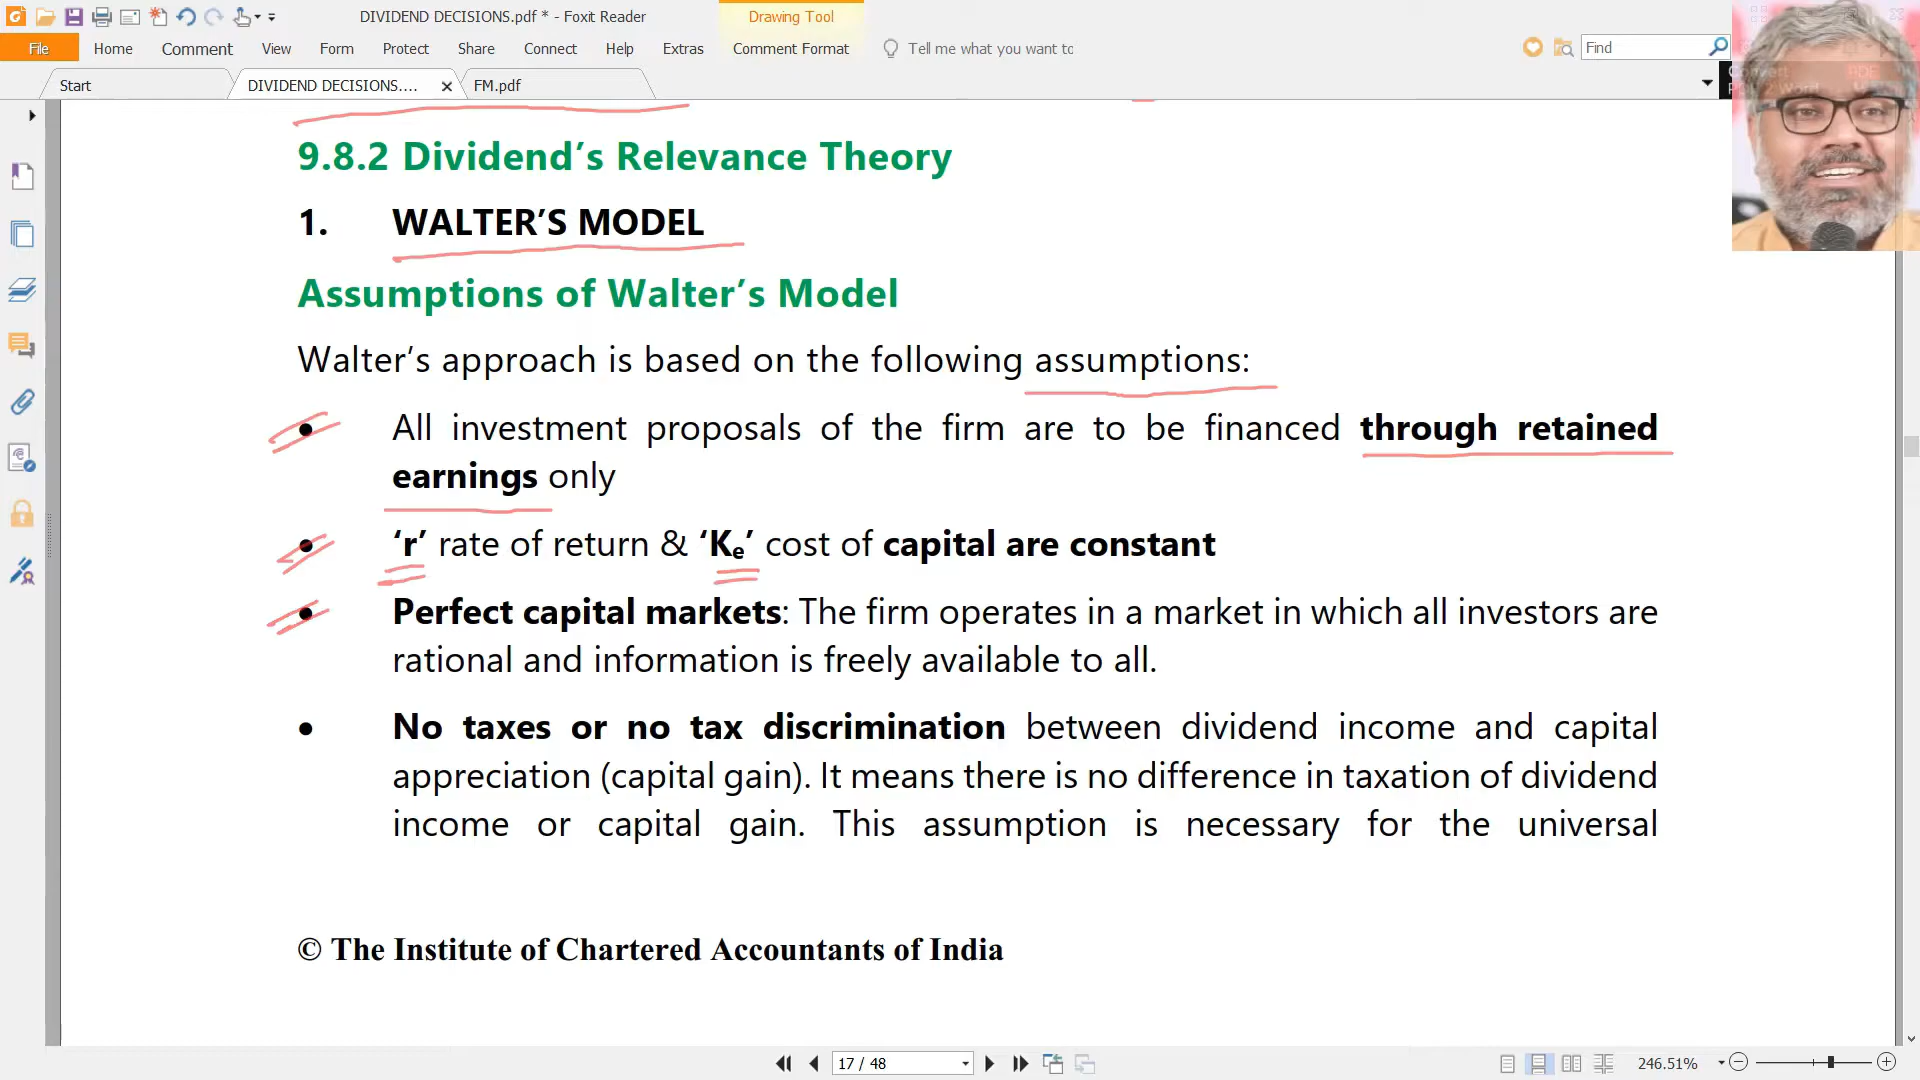 DIVIDEND DECISIONS.pdf * - Foxit Reader
Drawing Tool
File
Home
Comment
View
Form
Protect
Share
Connect
Help
Extras
Comment Format
Tell me what you want to
Find
Start
DIVIDEND DECISIONS....
FM.pdf
9.8.2 Dividend’s Relevance Theory
1. WALTER’S MODEL
Assumptions of Walter’s Model
Walter’s approach is based on the following assumptions:
• All investment proposals of the firm are to be financed through retained
earnings only
• ‘r’ rate of return & ‘Ke’ cost of capital are constant
• Perfect capital markets: The firm operates in a market in which all investors are
rational and information is freely available to all.
• No taxes or no tax discrimination between dividend income and capital
appreciation (capital gain). It means there is no difference in taxation of dividend
income or capital gain. This assumption is necessary for the universal
© The Institute of Chartered Accountants of India
17 / 48
246.51%